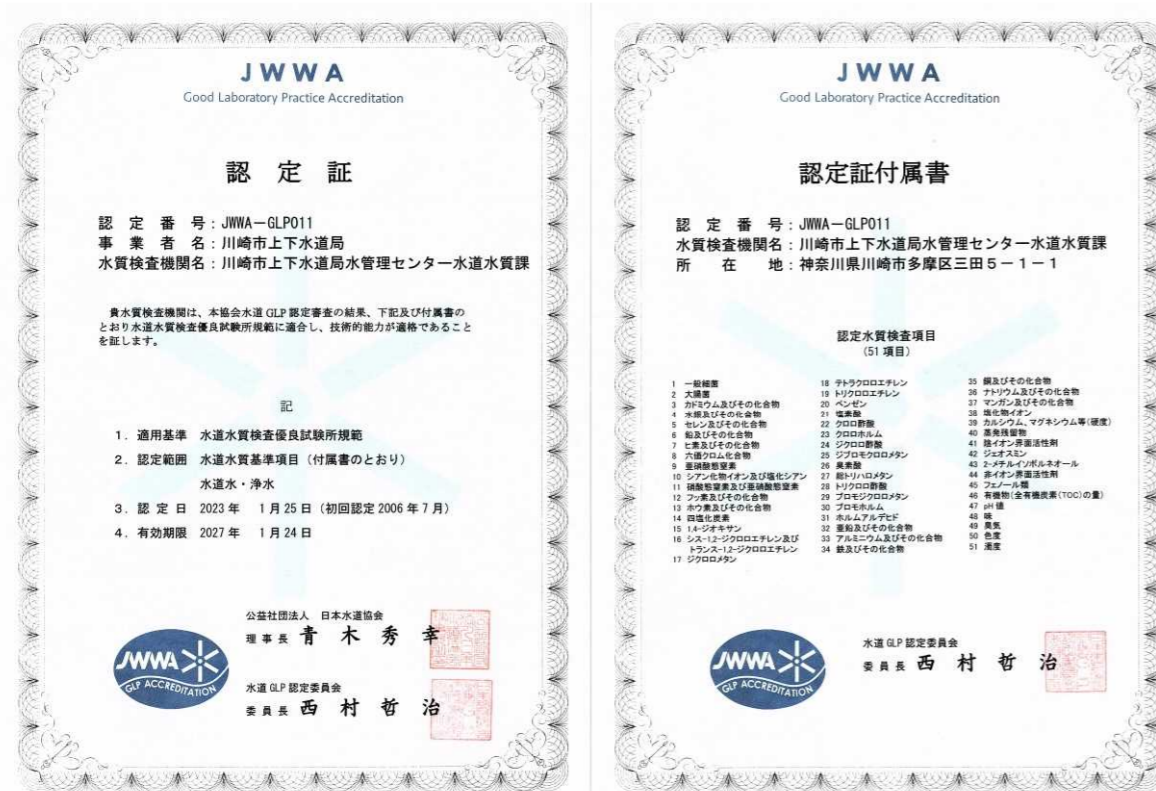 JWWA
Good Laboratory Practice Accreditation
認定証
認定番号：JWWA－GLP011
事業者名：川崎市上下水道局
水質検査機関名：川崎市上下水道局水管理センター水道水質課
貴水質検査機関は、本協会水道 GLP 認定審査の結果、下記及び付属書の
とおり水道水質検査優良試験所規範に適合し、技術的能力が適格であること
を証します。
記
1．適用基準 水道水質検査優良試験所規範
2．認定範囲 水道水質基準項目（付属書のとおり）
水道水・浄水
3．認定日 2023年 1月25日（初回認定2006年7月）
4．有効期限 2027年 1月24日
公益社団法人 日本水道協会
理事長 青木秀幸
水道 GLP 認定委員会
委員長 西村哲治
JWWA
GLP ACCREDITATION
JWWA
Good Laboratory Practice Accreditation
認定証付属書
認定番号：JWWA－GLP011
水質検査機関名：川崎市上下水道局水管理センター水道水質課
所在地：神奈川県川崎市多摩区三田５－１－１
認定水質検査項目
（51 項目）
1 一般細菌
2 大腸菌
3 カドミウム及びその化合物
4 水銀及びその化合物
5 セレン及びその化合物
6 鉛及びその化合物
7 ヒ素及びその化合物
8 六価クロム化合物
9 亜硝酸態窒素
10 シアン化物イオン及び塩化シアン
11 硝酸態窒素及び亜硝酸態窒素
12 フッ素及びその化合物
13 ホウ素及びその化合物
14 四塩化炭素
15 1,4-ジオキサン
16 シス-1,2-ジクロロエチレン及び
トランス-1,2-ジクロロエチレン
17 ジクロロメタン
18 テトラクロロエチレン
19 トリクロロエチレン
20 ベンゼン
21 塩素酸
22 クロロ酢酸
23 クロロホルム
24 ジクロロ酢酸
25 ジブロモクロロメタン
26 臭素酸
27 総トリハロメタン
28 トリクロロ酢酸
29 ブロモジクロロメタン
30 ブロモホルム
31 ホルムアルデヒド
32 亜鉛及びその化合物
33 アルミニウム及びその化合物
34 鉄及びその化合物
35 銅及びその化合物
36 ナトリウム及びその化合物
37 マンガン及びその化合物
38 塩化物イオン
39 カルシウム、マグネシウム等(硬度)
40 蒸発残留物
41 陰イオン界面活性剤
42 ジェオスミン
43 2-メチルイソボルネオール
44 非イオン界面活性剤
45 フェノール類
46 有機物(全有機炭素(TOC)の量)
47 pH 値
48 味
49 臭気
50 色度
51 濁度
水道 GLP 認定委員会
委員長 西村哲治
JWWA
GLP ACCREDITATION